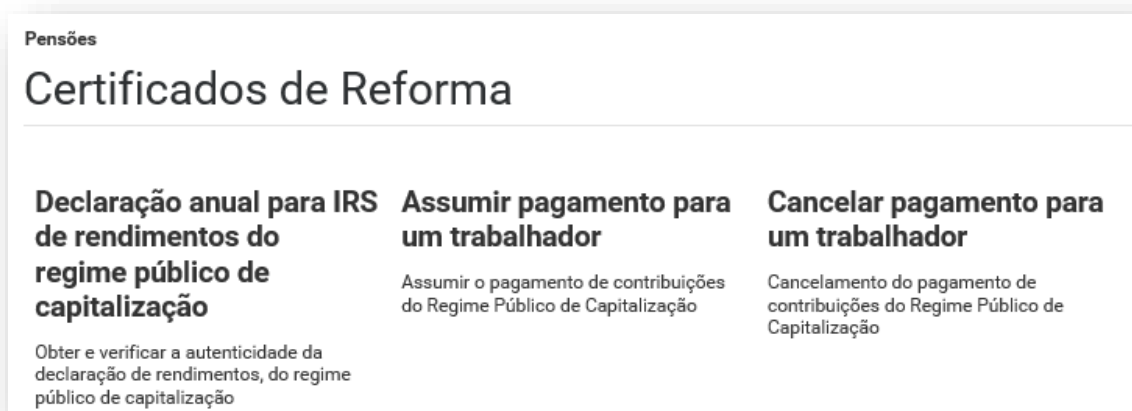 Pensões
Certificados de Reforma
Declaração anual para IRS
de rendimentos do
regime público de
capitalização
Obter e verificar a autenticidade da
declaração de rendimentos, do regime
público de capitalização
Assumir pagamento para
um trabalhador
Assumir o pagamento de contribuições
do Regime Público de Capitalização
Cancelar pagamento para
um trabalhador
Cancelamento do pagamento de
contribuições do Regime Público de
Capitalização